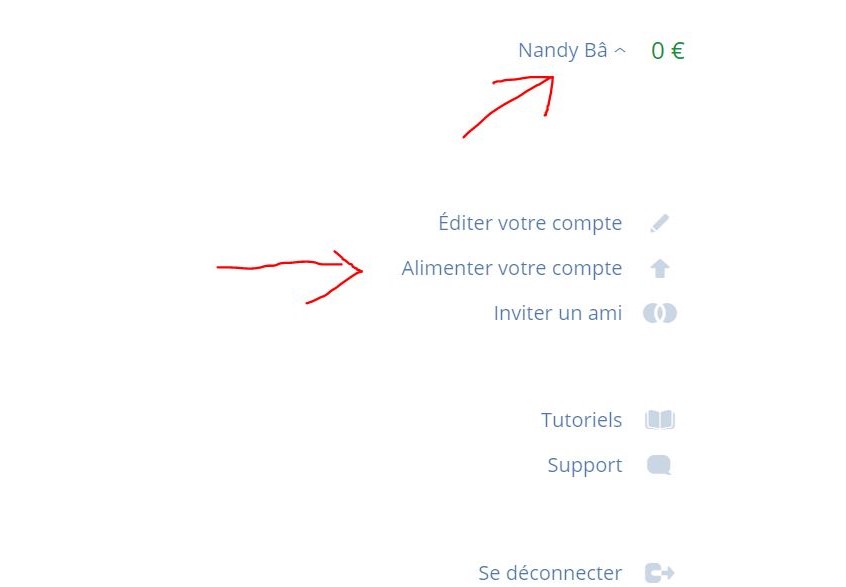 Nandy Bâ 0 €
Éditer votre compte
Alimenter votre compte
Inviter un ami
Tutoriels
Support
Se déconnecter